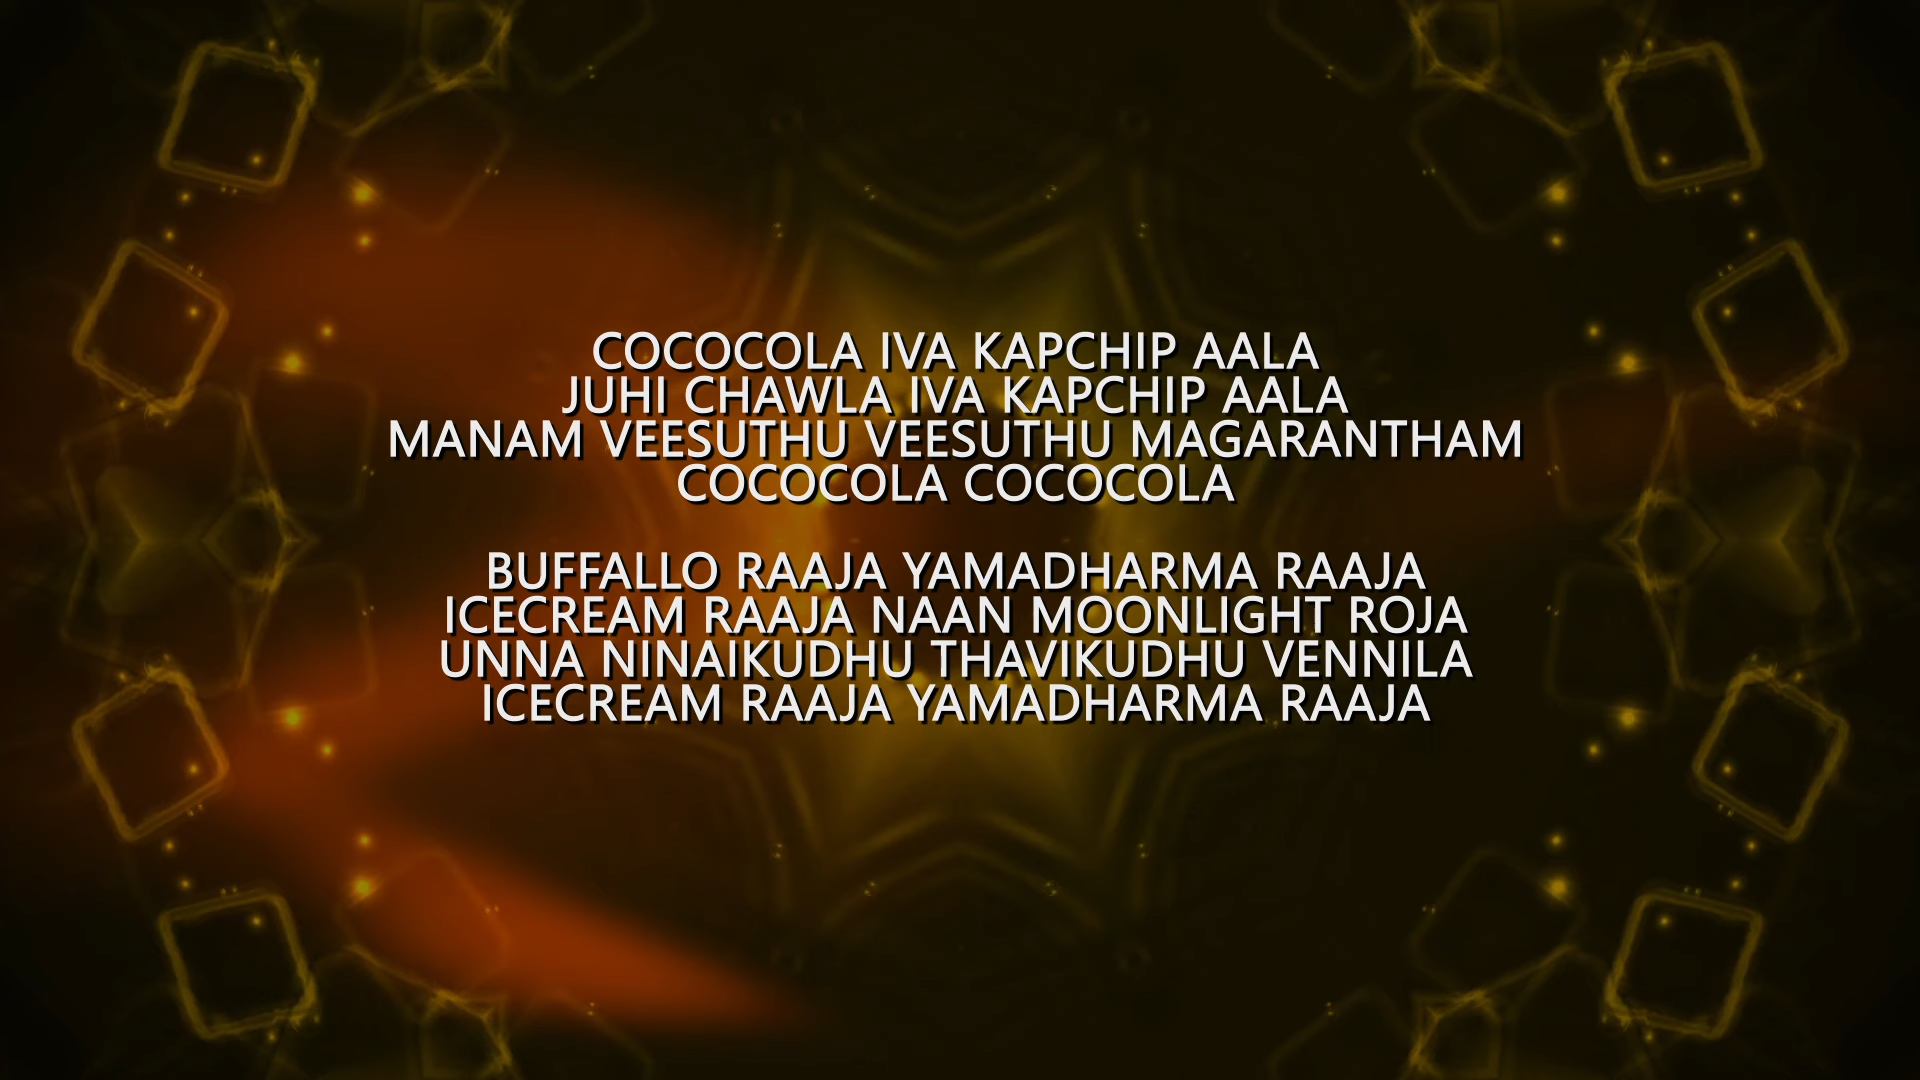 COCOCOLA IVA KAPCHIP AALA
JUHI CHAWLA IVA KAPCHIP AALA
MANAM VEESUTHU VEESUTHU MAGARANTHAM
COCOCOLA COCOCOLA
BUFFALLO RAAJA YAMADHARMA RAAJA
ICECREAM RAAJA NAAN MOONLIGHT ROJA
UNNA NINAIKUDHU THAVIKUDHU VENNILA
ICECREAM RAAJA YAMADHARMA RAAJA